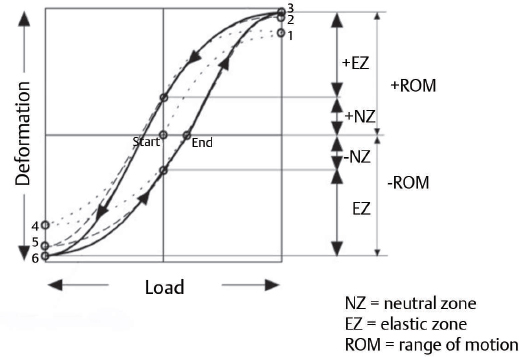 3
2
1
+EZ
+ROM
+NZ
Start
End
-NZ
-ROM
EZ
4
5
6
Deformation
Load
NZ = neutral zone
EZ = elastic zone
ROM = range of motion